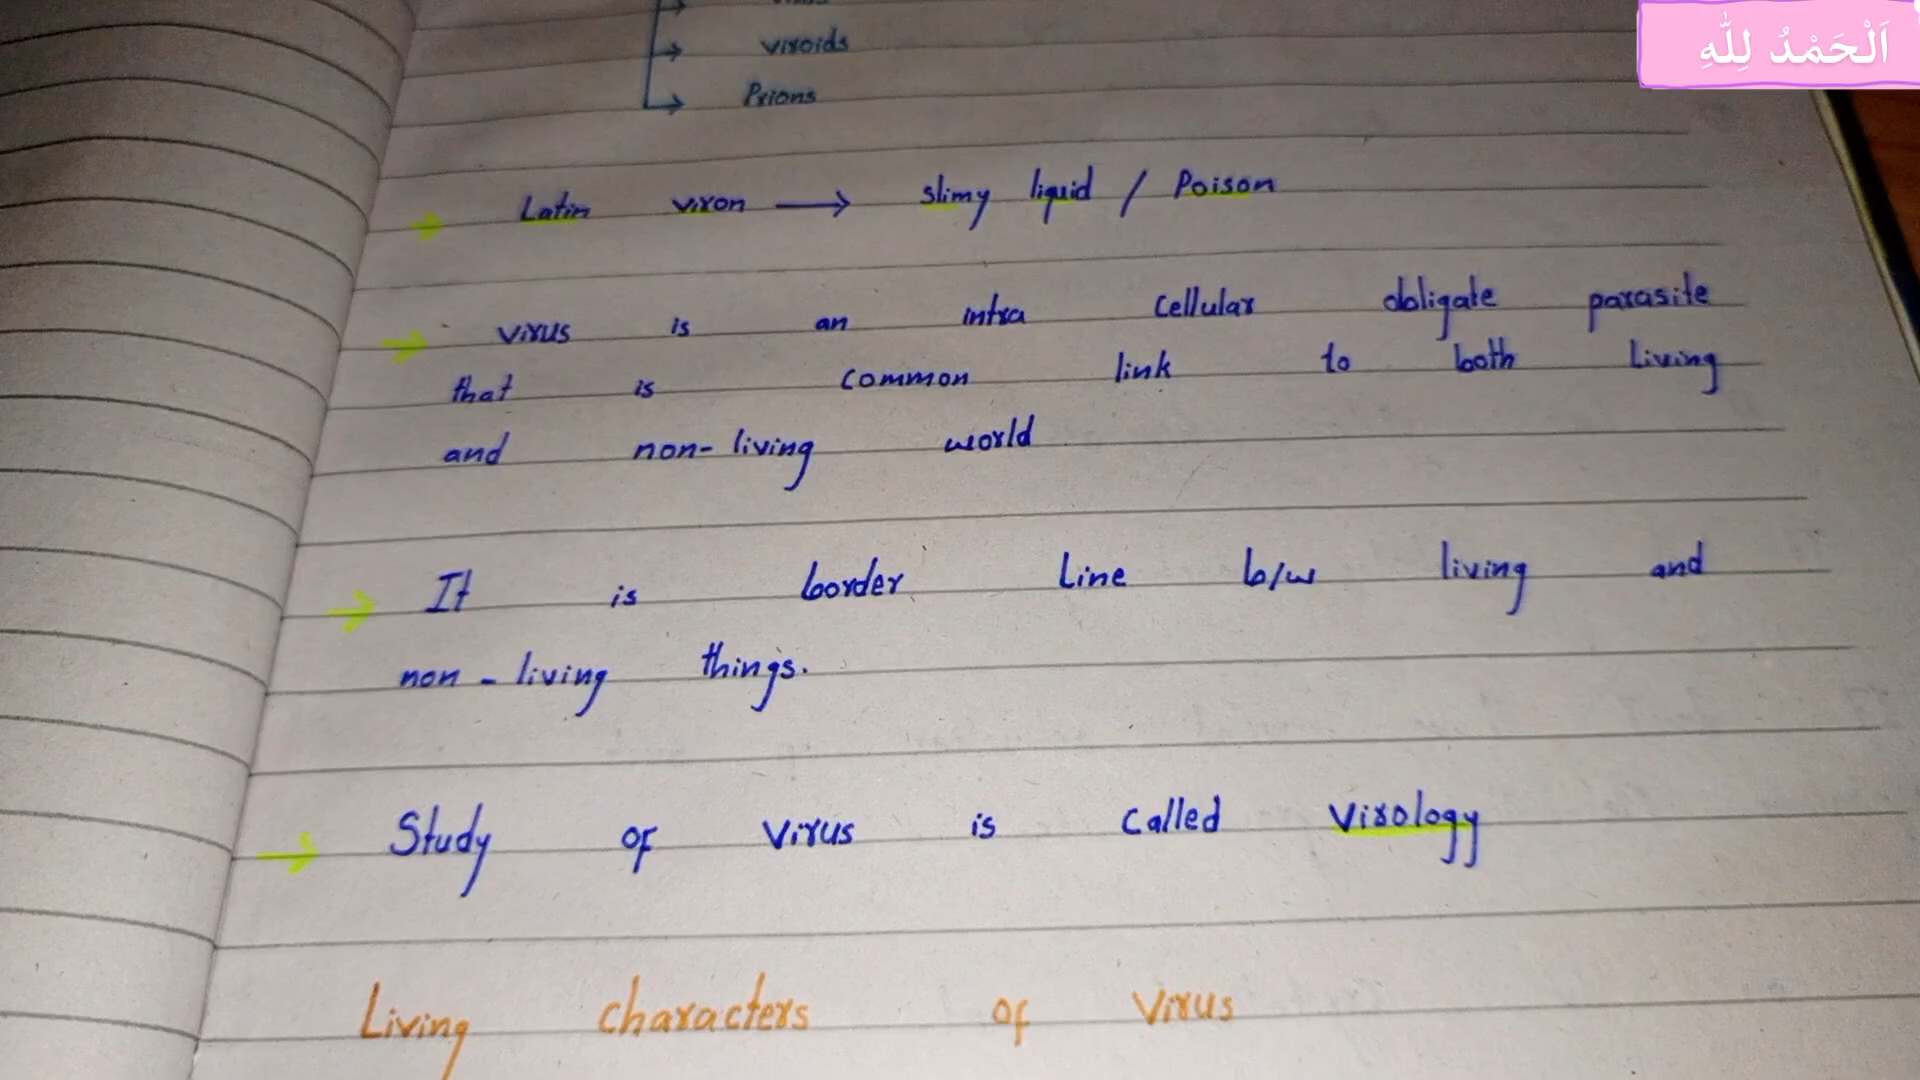 viroids
Prions
Latin viron → slimy liquid / Poison
virus is an intra cellular obligate parasite
that is common link to both living
and non-living world
It is border line b/w living and
non-living things.
Study of virus is called virology
Living characters of virus
اَلْحَمْدُ لِلّٰهِ